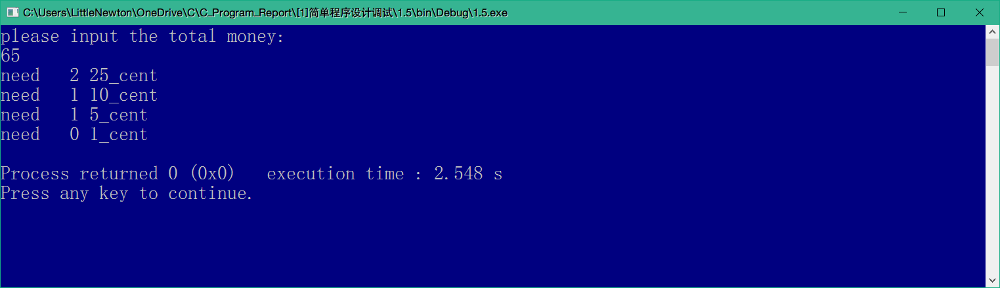 C:\Users\LittleNewton\OneDrive\C\C_Program_Report\[1]简单程序设计调试\1.5\bin\Debug\1.5.exe
please input the total money:
65
need   2 25_cent
need   1 10_cent
need   1 5_cent
need   0 1_cent
Process returned 0 (0x0)   execution time : 2.548 s
Press any key to continue.